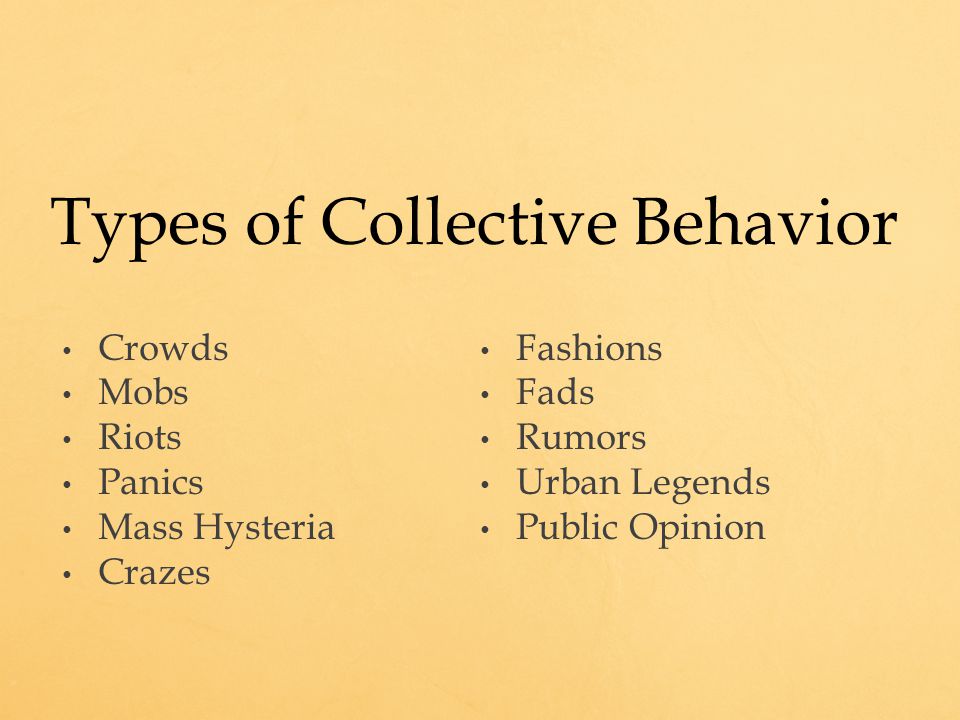 Types of Collective Behavior
• Crowds
• Mobs
• Riots
• Panics
• Mass Hysteria
• Crazes
• Fashions
• Fads
• Rumors
• Urban Legends
• Public Opinion